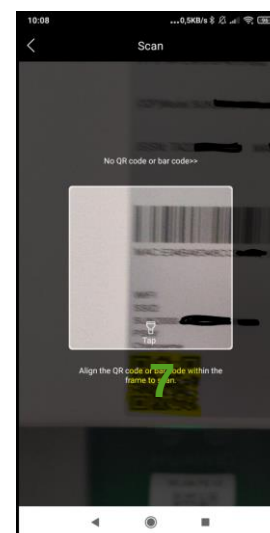 10:08
...0,5KB/s
Scan
No QR code or bar code>>
Tap
Align the QR code or bar code within the
frame to scan.
7